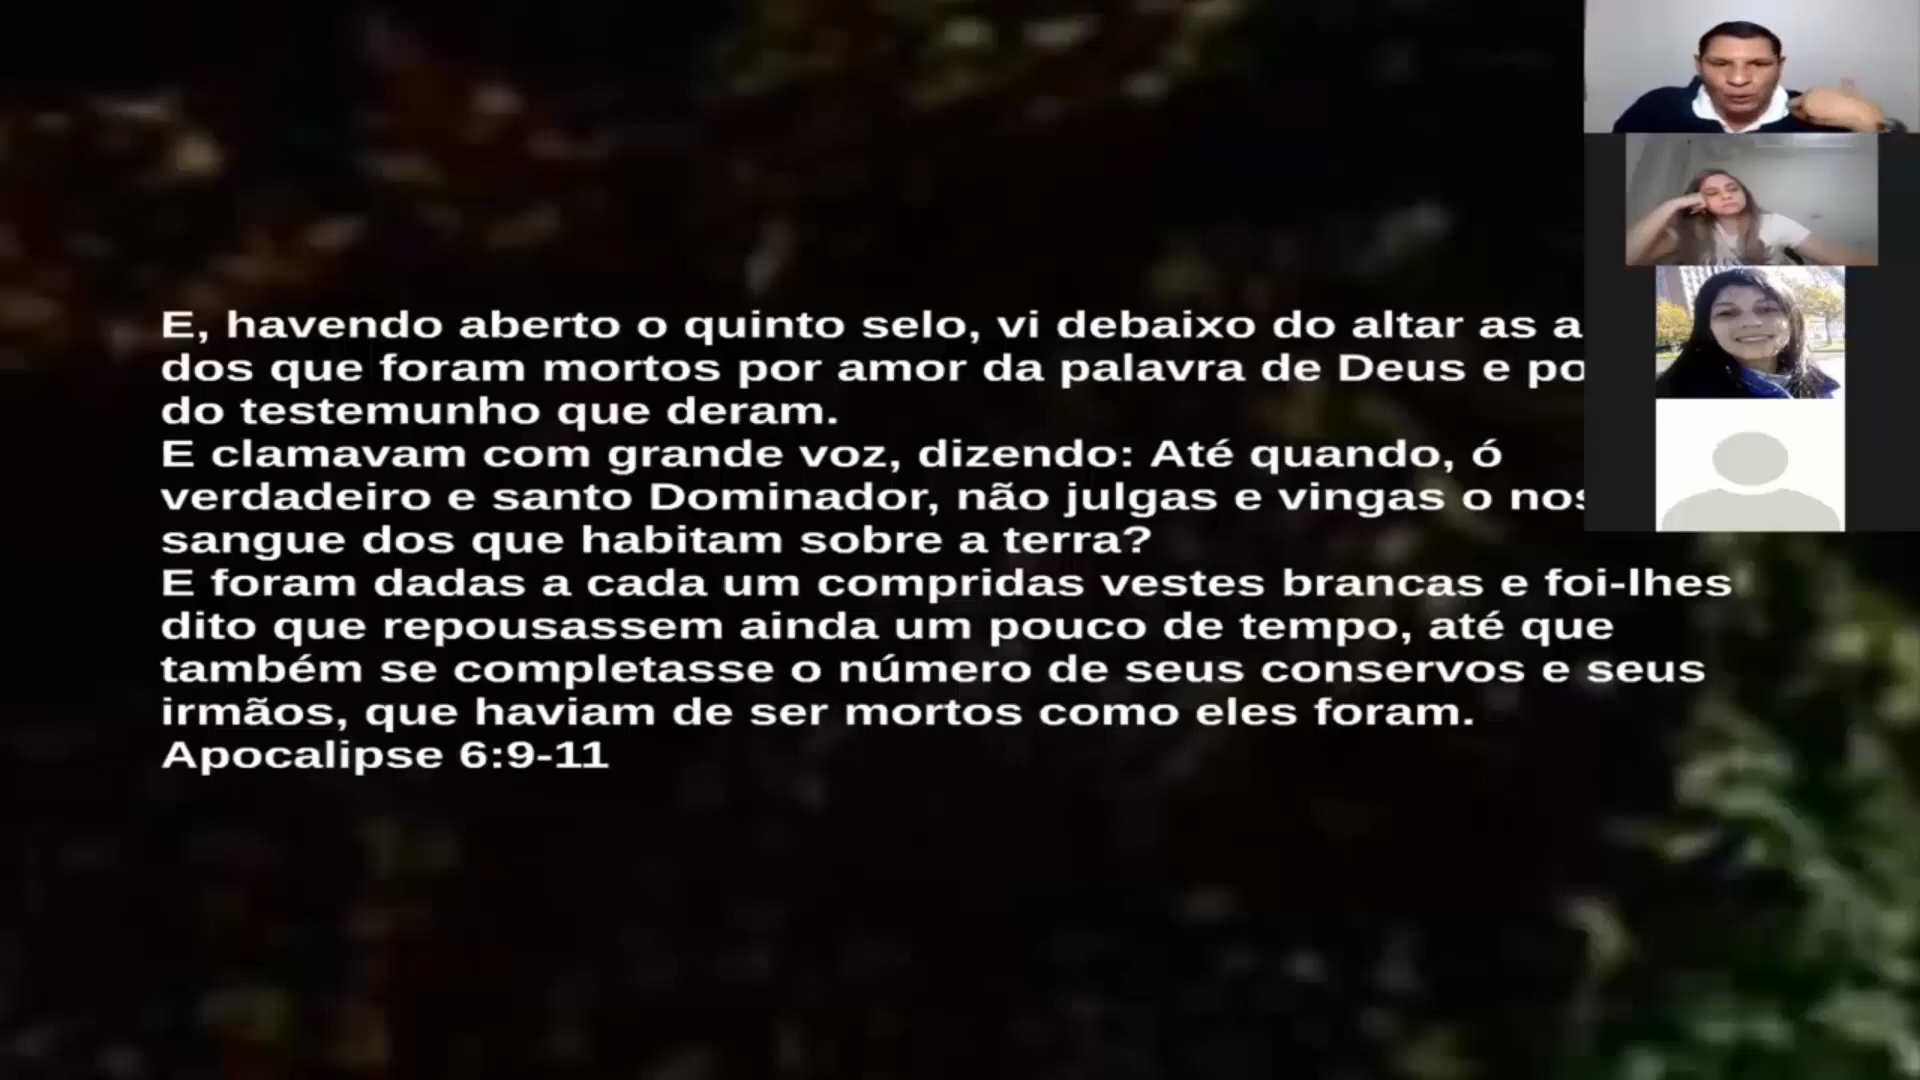 E, havendo aberto o quinto selo, vi debaixo do altar as
dos que foram mortos por amor da palavra de Deus e
do testemunho que deram.
E clamavam com grande voz, dizendo: Até quando, ó
verdadeiro e santo Dominador, não julgas e vingas o
sangue dos que habitam sobre a terra?
E foram dadas a cada um compridas vestes brancas e foi-lhes
dito que repousassem ainda um pouco de tempo, até que
também se completasse o número de seus conservos e seus
irmãos, que haviam de ser mortos como eles foram.
Apocalipse 6:9-11